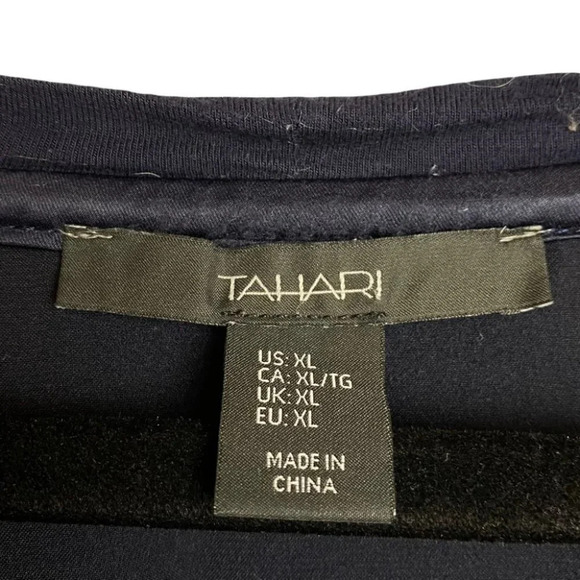 TAHARI
US: XL
CA: XL/TG
UK: XL
EU: XL
MADE IN
CHINA